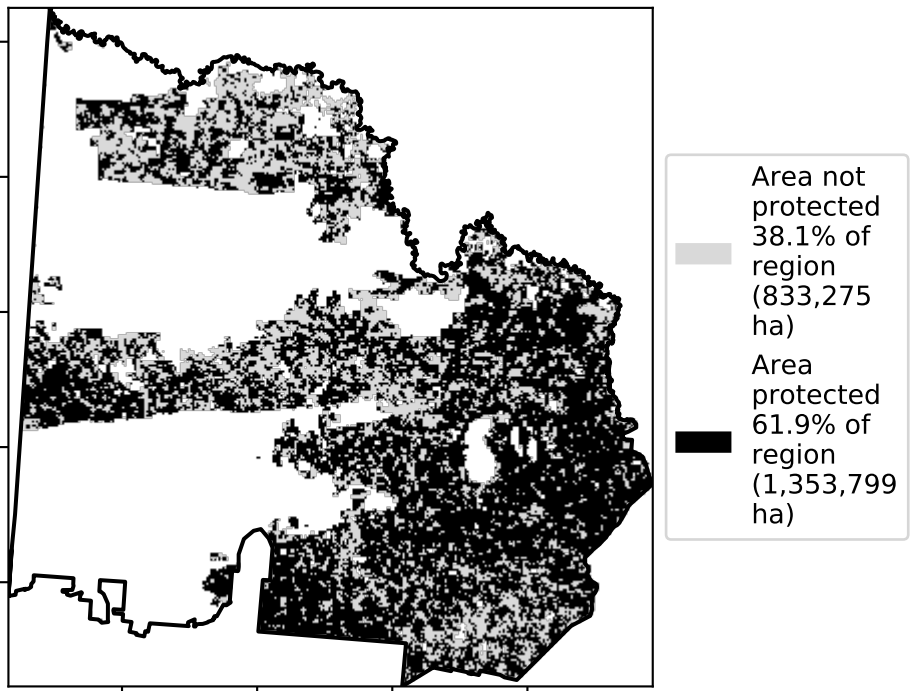 Area not
protected
38.1% of
region
(833,275
ha)
Area
protected
61.9% of
region
(1,353,799
ha)